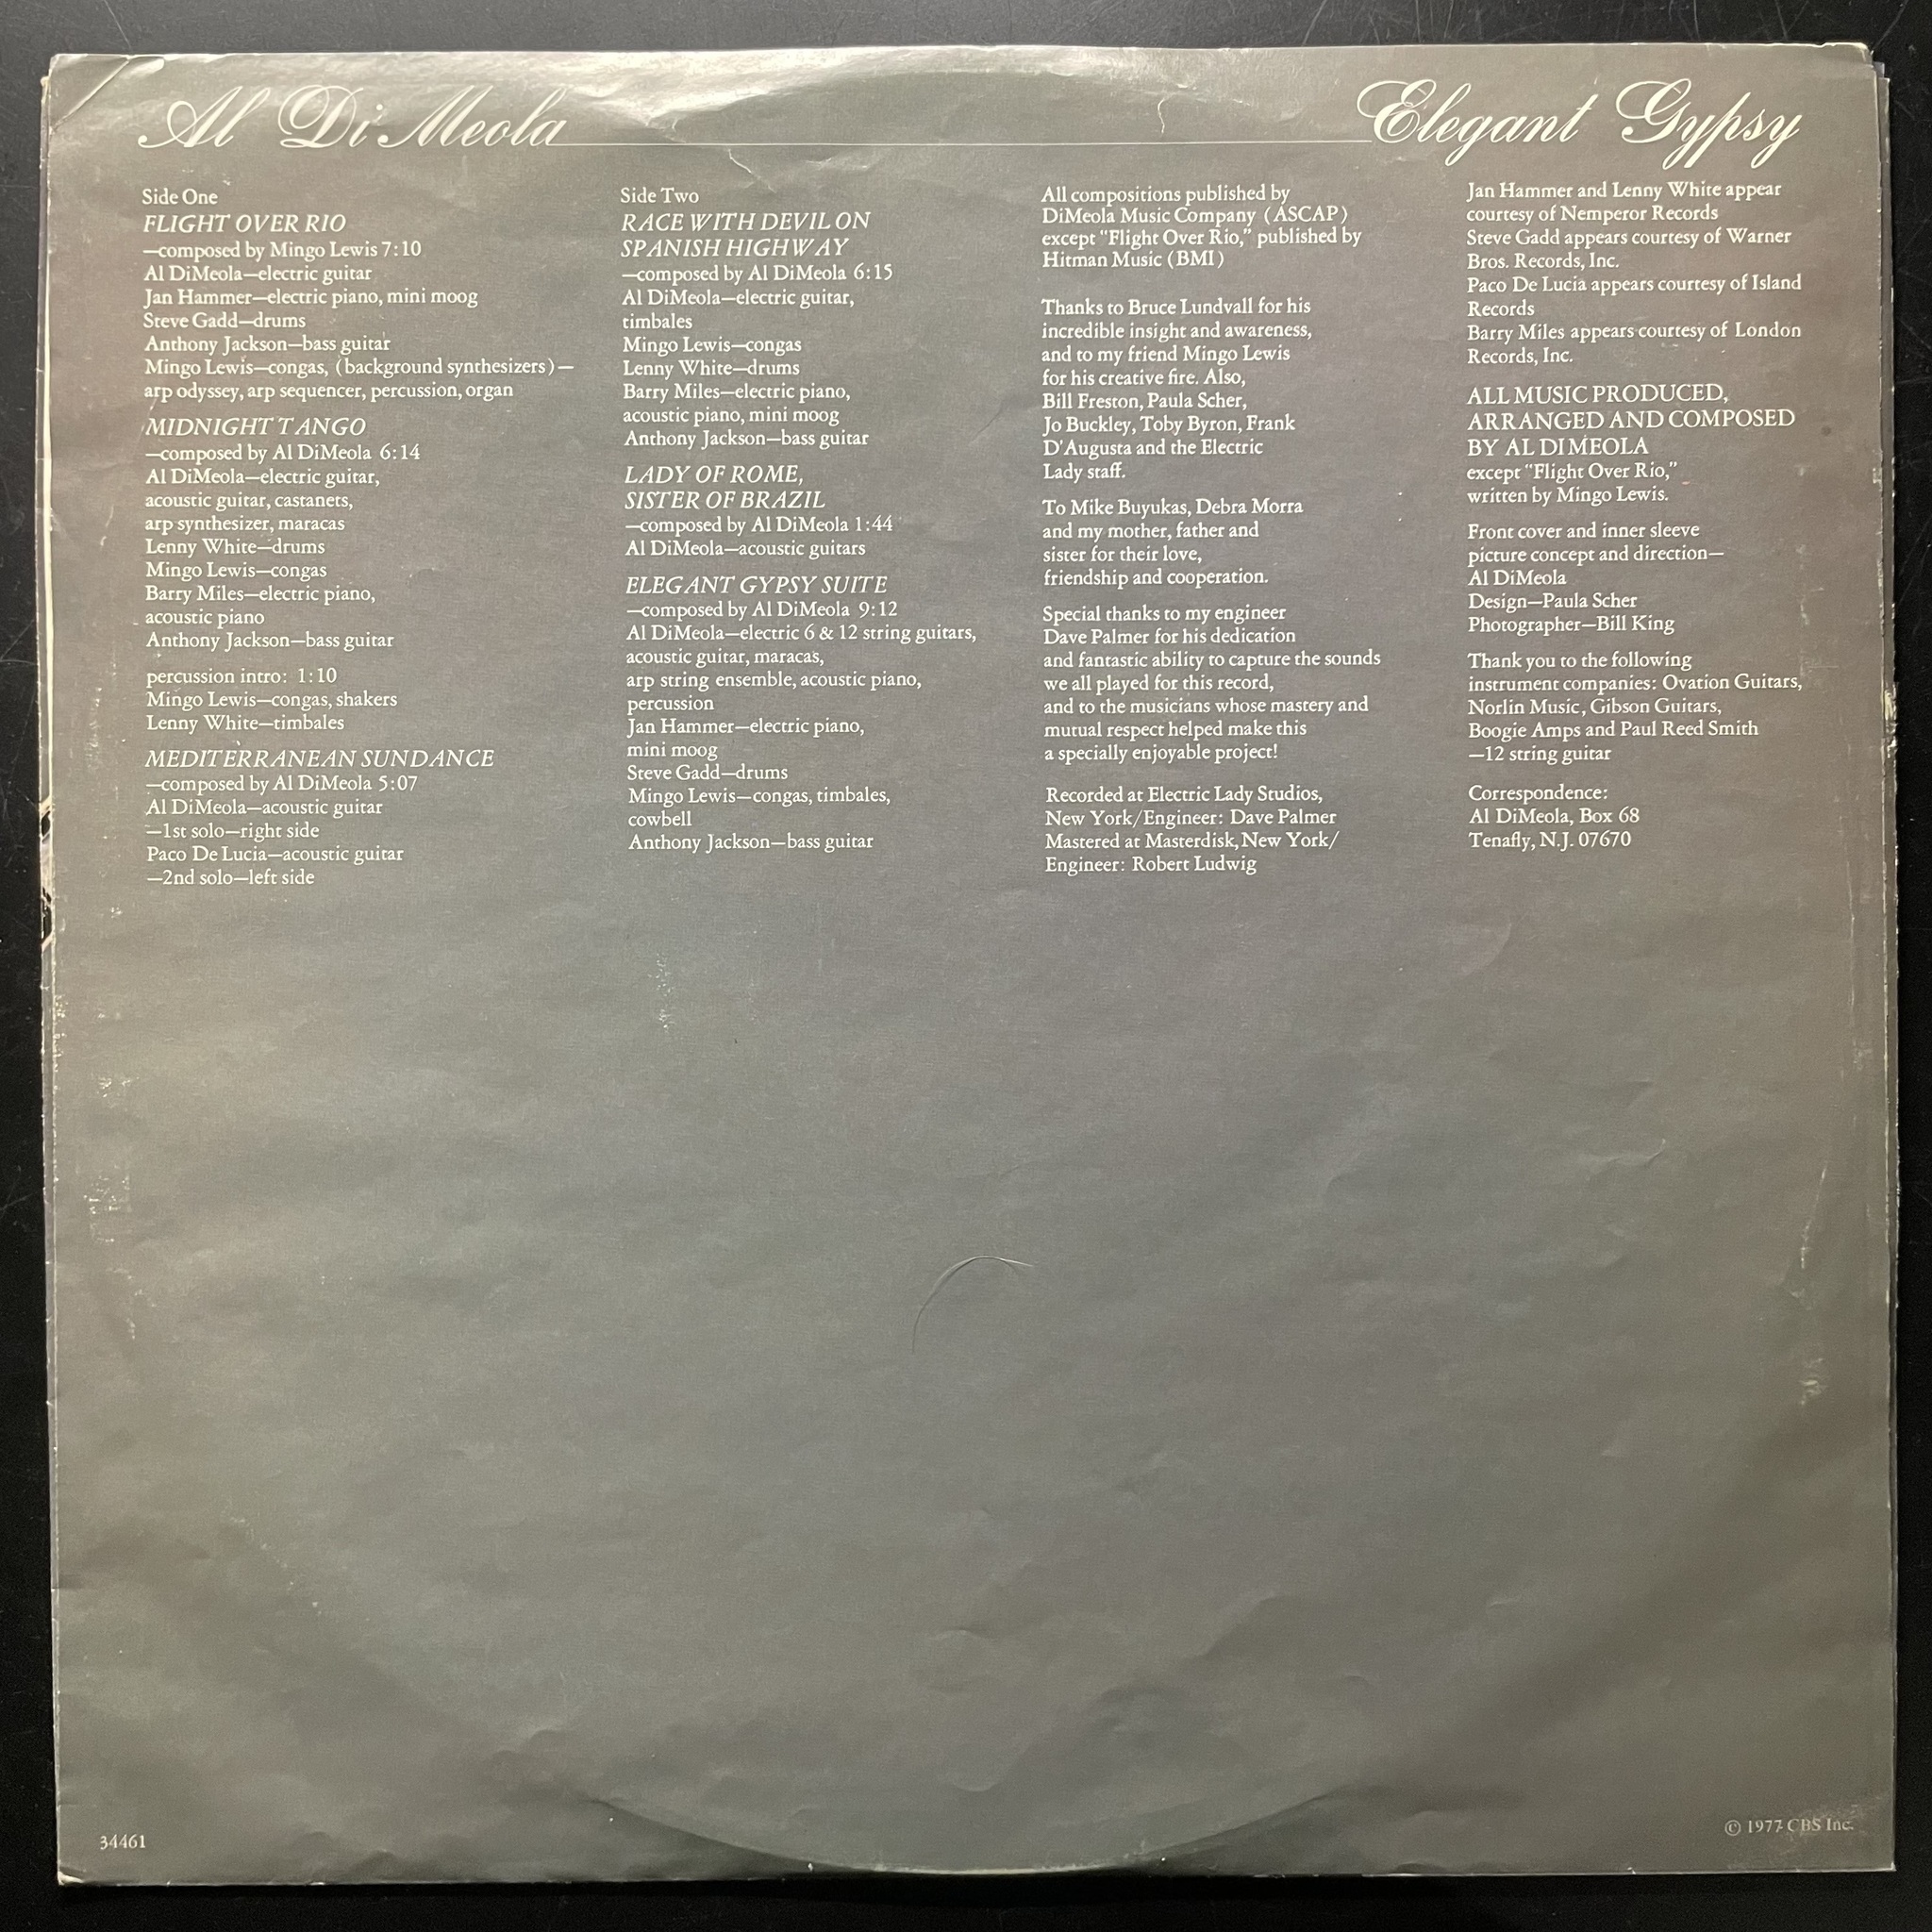 Al Di Meola
Elegant Gypsy
Side One
FLIGHT OVER RIO
—composed by Mingo Lewis 7:10
Al DiMeola—electric guitar
Jan Hammer—electric piano, mini moog
Steve Gadd—drums
Anthony Jackson—bass guitar
Mingo Lewis—congas, (background synthesizers)—
arp odyssey, arp sequencer, percussion, organ
MIDNIGHT TANGO
—composed by Al DiMeola 6:14
Al DiMeola—electric guitar,
acoustic guitar, castanets,
arp synthesizer, maracas
Lenny White—drums
Mingo Lewis—congas
Barry Miles—electric piano,
acoustic piano
Anthony Jackson—bass guitar
percussion intro: 1:10
Mingo Lewis—congas, shakers
Lenny White—timbales
MEDITERRANEAN SUNDANCE
—composed by Al DiMeola 5:07
Al DiMeola—acoustic guitar
—1st solo—right side
Paco De Lucia—acoustic guitar
—2nd solo—left side
Side Two
RACE WITH DEVIL ON
SPANISH HIGHWAY
—composed by Al DiMeola 6:15
Al DiMeola—electric guitar,
timbales
Mingo Lewis—congas
Lenny White—drums
Barry Miles—electric piano,
acoustic piano, mini moog
Anthony Jackson—bass guitar
LADY OF ROME,
SISTER OF BRAZIL
—composed by Al DiMeola 1:44
Al DiMeola—acoustic guitars
ELEGANT GYPSY SUITE
—composed by Al DiMeola 9:12
Al DiMeola—electric 6 & 12 string guitars,
acoustic guitar, maracas,
arp string ensemble, acoustic piano,
percussion
Jan Hammer—electric piano,
mini moog
Steve Gadd—drums
Mingo Lewis—congas, timbales,
cowbell
Anthony Jackson—bass guitar
All compositions published by
DiMeola Music Company (ASCAP)
except "Flight Over Rio," published by
Hitman Music (BMI)
Thanks to Bruce Lundvall for his
incredible insight and awareness,
and to my friend Mingo Lewis
for his creative fire. Also,
Bill Freston, Paula Scher,
Jo Buckley, Toby Byron, Frank
D'Augusta and the Electric
Lady staff.
To Mike Buyukas, Debra Morra
and my mother, father and
sister for their love,
friendship and cooperation.
Special thanks to my engineer
Dave Palmer for his dedication
and fantastic ability to capture the sounds
we all played for this record,
and to the musicians whose mastery and
mutual respect helped make this
a specially enjoyable project!
Recorded at Electric Lady Studios,
New York/Engineer: Dave Palmer
Mastered at Masterdisk, New York/
Engineer: Robert Ludwig
Jan Hammer and Lenny White appear
courtesy of Nemperor Records
Steve Gadd appears courtesy of Warner
Bros. Records, Inc.
Paco De Lucia appears courtesy of Island
Records
Barry Miles appears courtesy of London
Records, Inc.
ALL MUSIC PRODUCED,
ARRANGED AND COMPOSED
BY AL DI MEOLA
except "Flight Over Rio,"
written by Mingo Lewis.
Front cover and inner sleeve
picture concept and direction—
Al DiMeola
Design—Paula Scher
Photographer—Bill King
Thank you to the following
instrument companies: Ovation Guitars,
Norlin Music, Gibson Guitars,
Boogie Amps and Paul Reed Smith
—12 string guitar
Correspondence:
Al DiMeola, Box 68
Tenafly, N.J. 07670
34461
© 1977 CBS Inc.